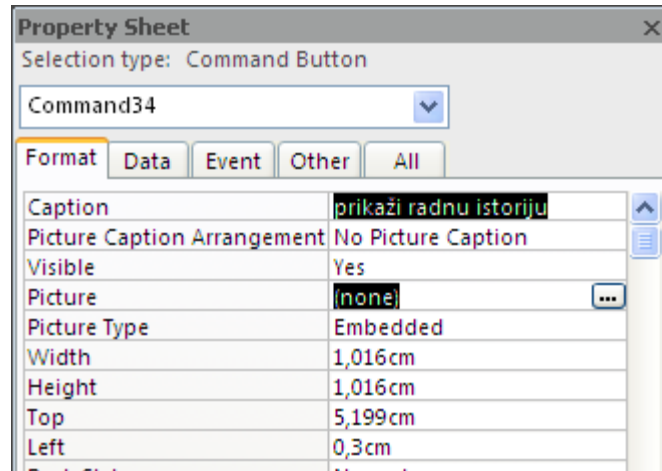 Property Sheet
Selection type: Command Button
Command34
Format Data Event Other All
Caption prikaži radnu istoriju
Picture Caption Arrangement No Picture Caption
Visible Yes
Picture (none) ...
Picture Type Embedded
Width 1,016cm
Height 1,016cm
Top 5,199cm
Left 0,3cm